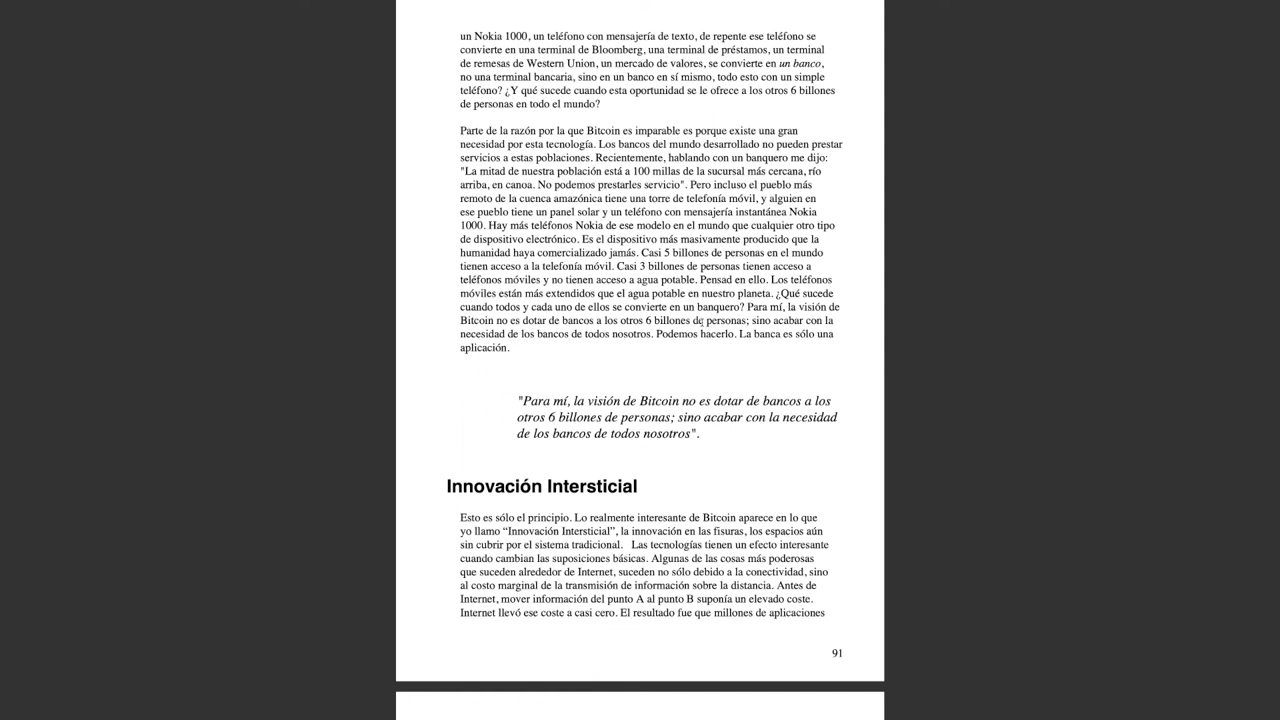 un Nokia 1000, un teléfono con mensajería de texto, de repente ese teléfono se
convierte en una terminal de Bloomberg, una terminal de préstamos, un terminal
de remesas de Western Union, un mercado de valores, se convierte en un banco,
no una terminal bancaria, sino en un banco en sí mismo, todo esto con un simple
teléfono? ¿Y qué sucede cuando esta oportunidad se le ofrece a los otros 6 billones
de personas en todo el mundo?
Parte de la razón por la que Bitcoin es imparable es porque existe una gran
necesidad por esta tecnología. Los bancos del mundo desarrollado no pueden prestar
servicios a estas poblaciones. Recientemente, hablando con un banquero me dijo:
"La mitad de nuestra población está a 100 millas de la sucursal más cercana, río
arriba, en canoa. No podemos prestarles servicio". Pero incluso el pueblo más
remoto de la cuenca amazónica tiene una torre de telefonía móvil, y alguien en
ese pueblo tiene un panel solar y un teléfono con mensajería instantánea Nokia
1000. Hay más teléfonos Nokia de ese modelo en el mundo que cualquier otro tipo
de dispositivo electrónico. Es el dispositivo más masivamente producido que la
humanidad haya comercializado jamás. Casi 5 billones de personas en el mundo
tienen acceso a la telefonía móvil. Casi 3 billones de personas tienen acceso a
teléfonos móviles y no tienen acceso a agua potable. Pensad en ello. Los teléfonos
móviles están más extendidos que el agua potable en nuestro planeta. ¿Qué sucede
cuando todos y cada uno de ellos se convierte en un banquero? Para mí, la visión de
Bitcoin no es dotar de bancos a los otros 6 billones de personas; sino acabar con la
necesidad de los bancos de todos nosotros. Podemos hacerlo. La banca es sólo una
aplicación.
"Para mí, la visión de Bitcoin no es dotar de bancos a los
otros 6 billones de personas; sino acabar con la necesidad
de los bancos de todos nosotros".
Innovación Intersticial
Esto es sólo el principio. Lo realmente interesante de Bitcoin aparece en lo que
yo llamo “Innovación Intersticial”, la innovación en las fisuras, los espacios aún
sin cubrir por el sistema tradicional. Las tecnologías tienen un efecto interesante
cuando cambian las suposiciones básicas. Algunas de las cosas más poderosas
que suceden alrededor de Internet, suceden no sólo debido a la conectividad, sino
al costo marginal de la transmisión de información sobre la distancia. Antes de
Internet, mover información del punto A al punto B suponía un elevado coste.
Internet llevó ese coste a casi cero. El resultado fue que millones de aplicaciones
91